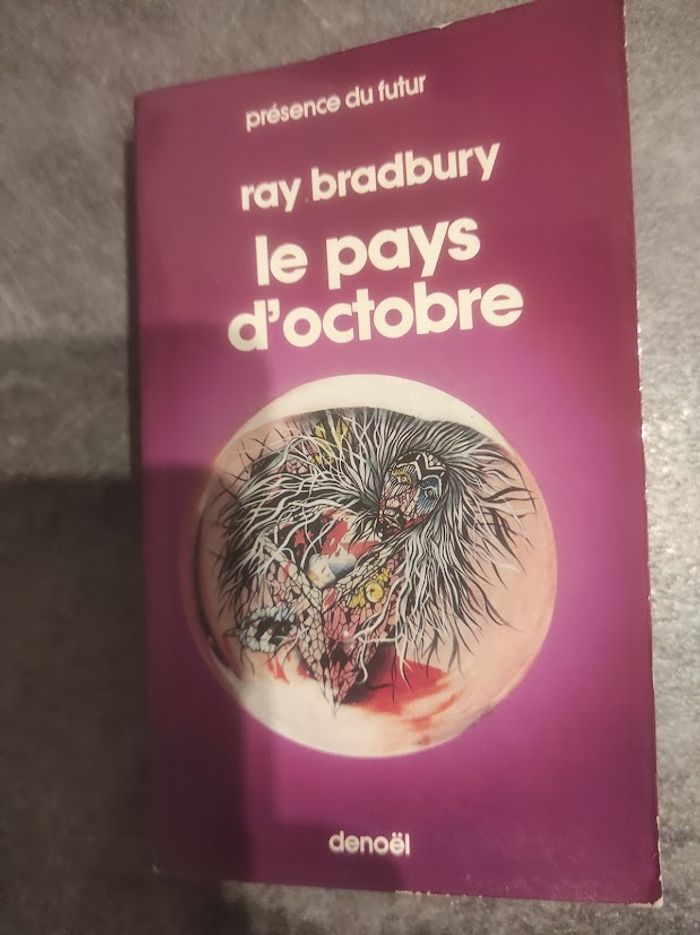 présence du futur
ray bradbury
le pays
d'octobre
denoël